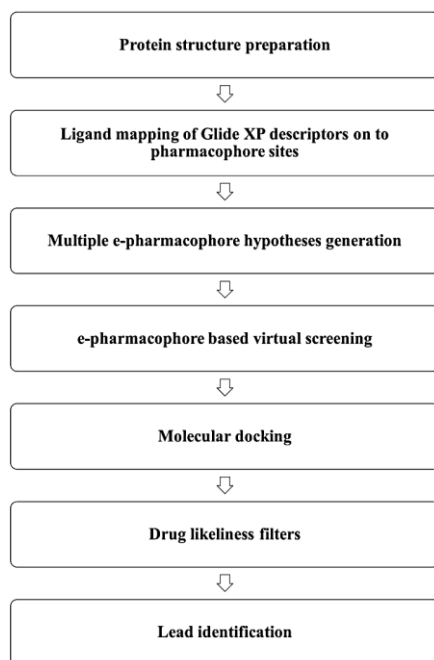 Protein structure preparation
Ligand mapping of Glide XP descriptors on to
pharmacophore sites
Multiple e-pharmacophore hypotheses generation
e-pharmacophore based virtual screening
Molecular docking
Drug likeliness filters
Lead identification